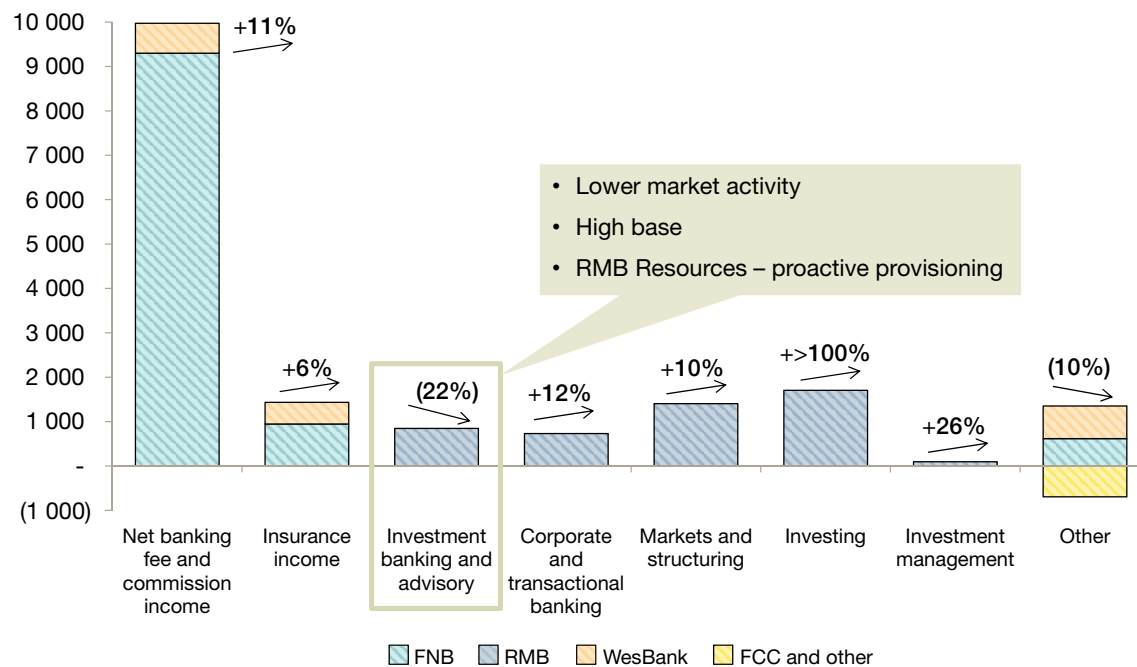 10 000
9 000
8 000
7 000
6 000
5 000
4 000
3 000
2 000
1 000
-
(1 000)
+11%
+6%
(22%)
+12%
+10%
+>100%
+26%
(10%)
• Lower market activity
• High base
• RMB Resources – proactive provisioning
Net banking
fee and
commission
income
Insurance
income
Investment
banking and
advisory
Corporate
and
transactional
banking
Markets and
structuring
Investing
Investment
management
Other
FNB
RMB
WesBank
FCC and other